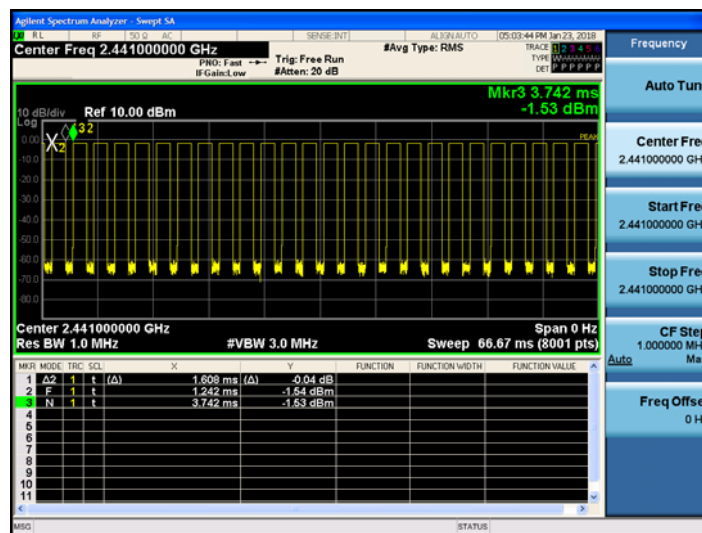 Agilent Spectrum Analyzer - Swept SA
RL RF 50 Ω AC SENSE:INT ALIGN AUTO 05:03:44 PM Jan 23, 2018
Center Freq 2.441000000 GHz
#Avg Type: RMS
TRACE 1 2 3 4 5 6
TYPE
DET P P P P P P
PNO: Fast
IFGain:Low
Trig: Free Run
#Atten: 20 dB
Mkr3 3.742 ms
-1.53 dBm
10 dB/div Ref 10.00 dBm
Log
0.00
-10.0
-20.0
-30.0
-40.0
-50.0
-60.0
-70.0
-80.0
X2
3 2
PEAK
Center 2.441000000 GHz Span 0 Hz
Res BW 1.0 MHz #VBW 3.0 MHz Sweep 66.67 ms (8001 pts)
MKR MODE TRC SCL X Y FUNCTION FUNCTION WIDTH FUNCTION VALUE
1 Δ2 1 t (Δ) 1.608 ms (Δ) -0.04 dB
2 F 1 t 1.242 ms -1.54 dBm
3 N 1 t 3.742 ms -1.53 dBm
4
5
6
7
8
9
10
11
MSG STATUS
Frequency
Auto Tun
Center Fre
2.441000000 GH
Start Fre
2.441000000 GH
Stop Fre
2.441000000 GH
CF Step
1.000000 MH
Auto Ma
Freq Offse
0 H